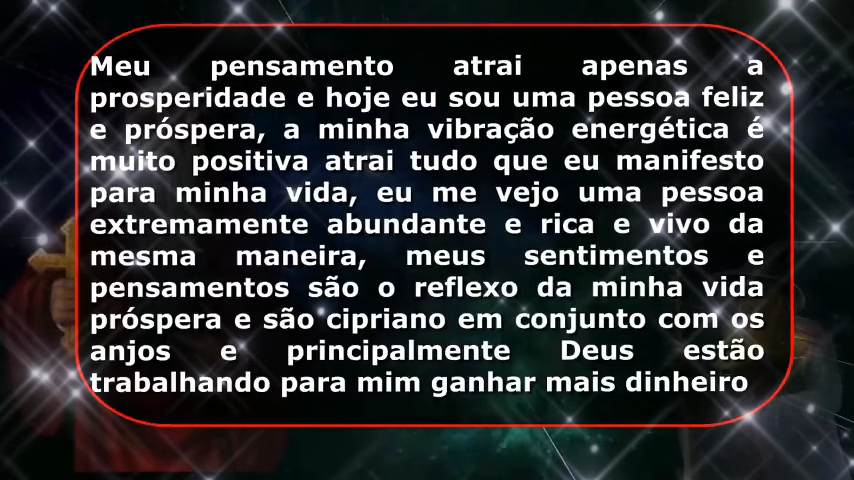 Meu pensamento atrai apenas a
prosperidade e hoje eu sou uma pessoa feliz
e próspera, a minha vibração energética é
muito positiva atrai tudo que eu manifesto
para minha vida, eu me vejo uma pessoa
extremamente abundante e rica e vivo da
mesma maneira, meus sentimentos e
pensamentos são o reflexo da minha vida
próspera e são cipriano em conjunto com os
anjos e principalmente Deus estão
trabalhando para mim ganhar mais dinheiro